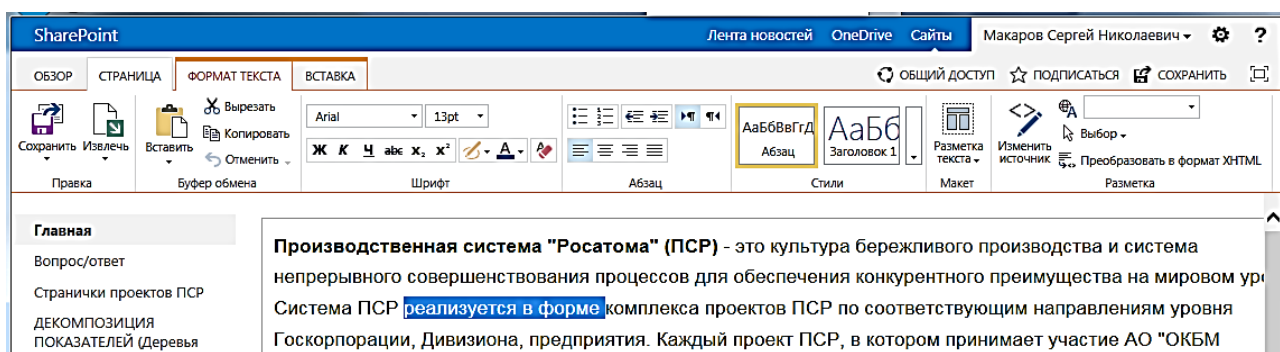 SharePoint Лента новостей OneDrive Сайты Макаров Сергей Николаевич ?
ОБЗОР СТРАНИЦА ФОРМАТ ТЕКСТА ВСТАВКА ОБЩИЙ ДОСТУП ПОДПИСАТЬСЯ СОХРАНИТЬ
Сохранить Извлечь
Правка
Вставить
Вырезать
Копировать
Отменить
Буфер обмена
Arial 13pt
Ж К Ч abc x₂ x² A
Шрифт
Абзац
АаБбВвГгД АаБб
Абзац Заголовок 1
Стили
Разметка
текста
Макет
Изменить
источник
Выбор
Преобразовать в формат XHTML
Разметка
Главная
Вопрос/ответ
Странички проектов ПСР
ДЕКОМПОЗИЦИЯ
ПОКАЗАТЕЛЕЙ (Деревья
Производственная система "Росатома" (ПСР) - это культура бережливого производства и система
непрерывного совершенствования процессов для обеспечения конкурентного преимущества на мировом уро
Система ПСР реализуется в форме комплекса проектов ПСР по соответствующим направлениям уровня
Госкорпорации, Дивизиона, предприятия. Каждый проект ПСР, в котором принимает участие АО "ОКБМ